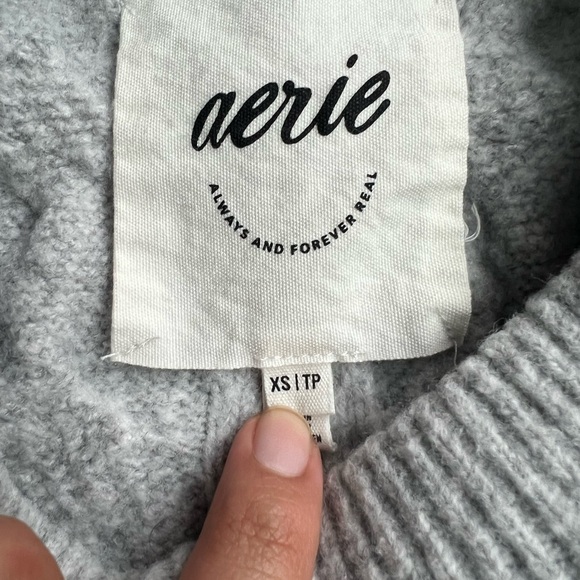 aerie
ALWAYS AND FOREVER REAL
XS | TP